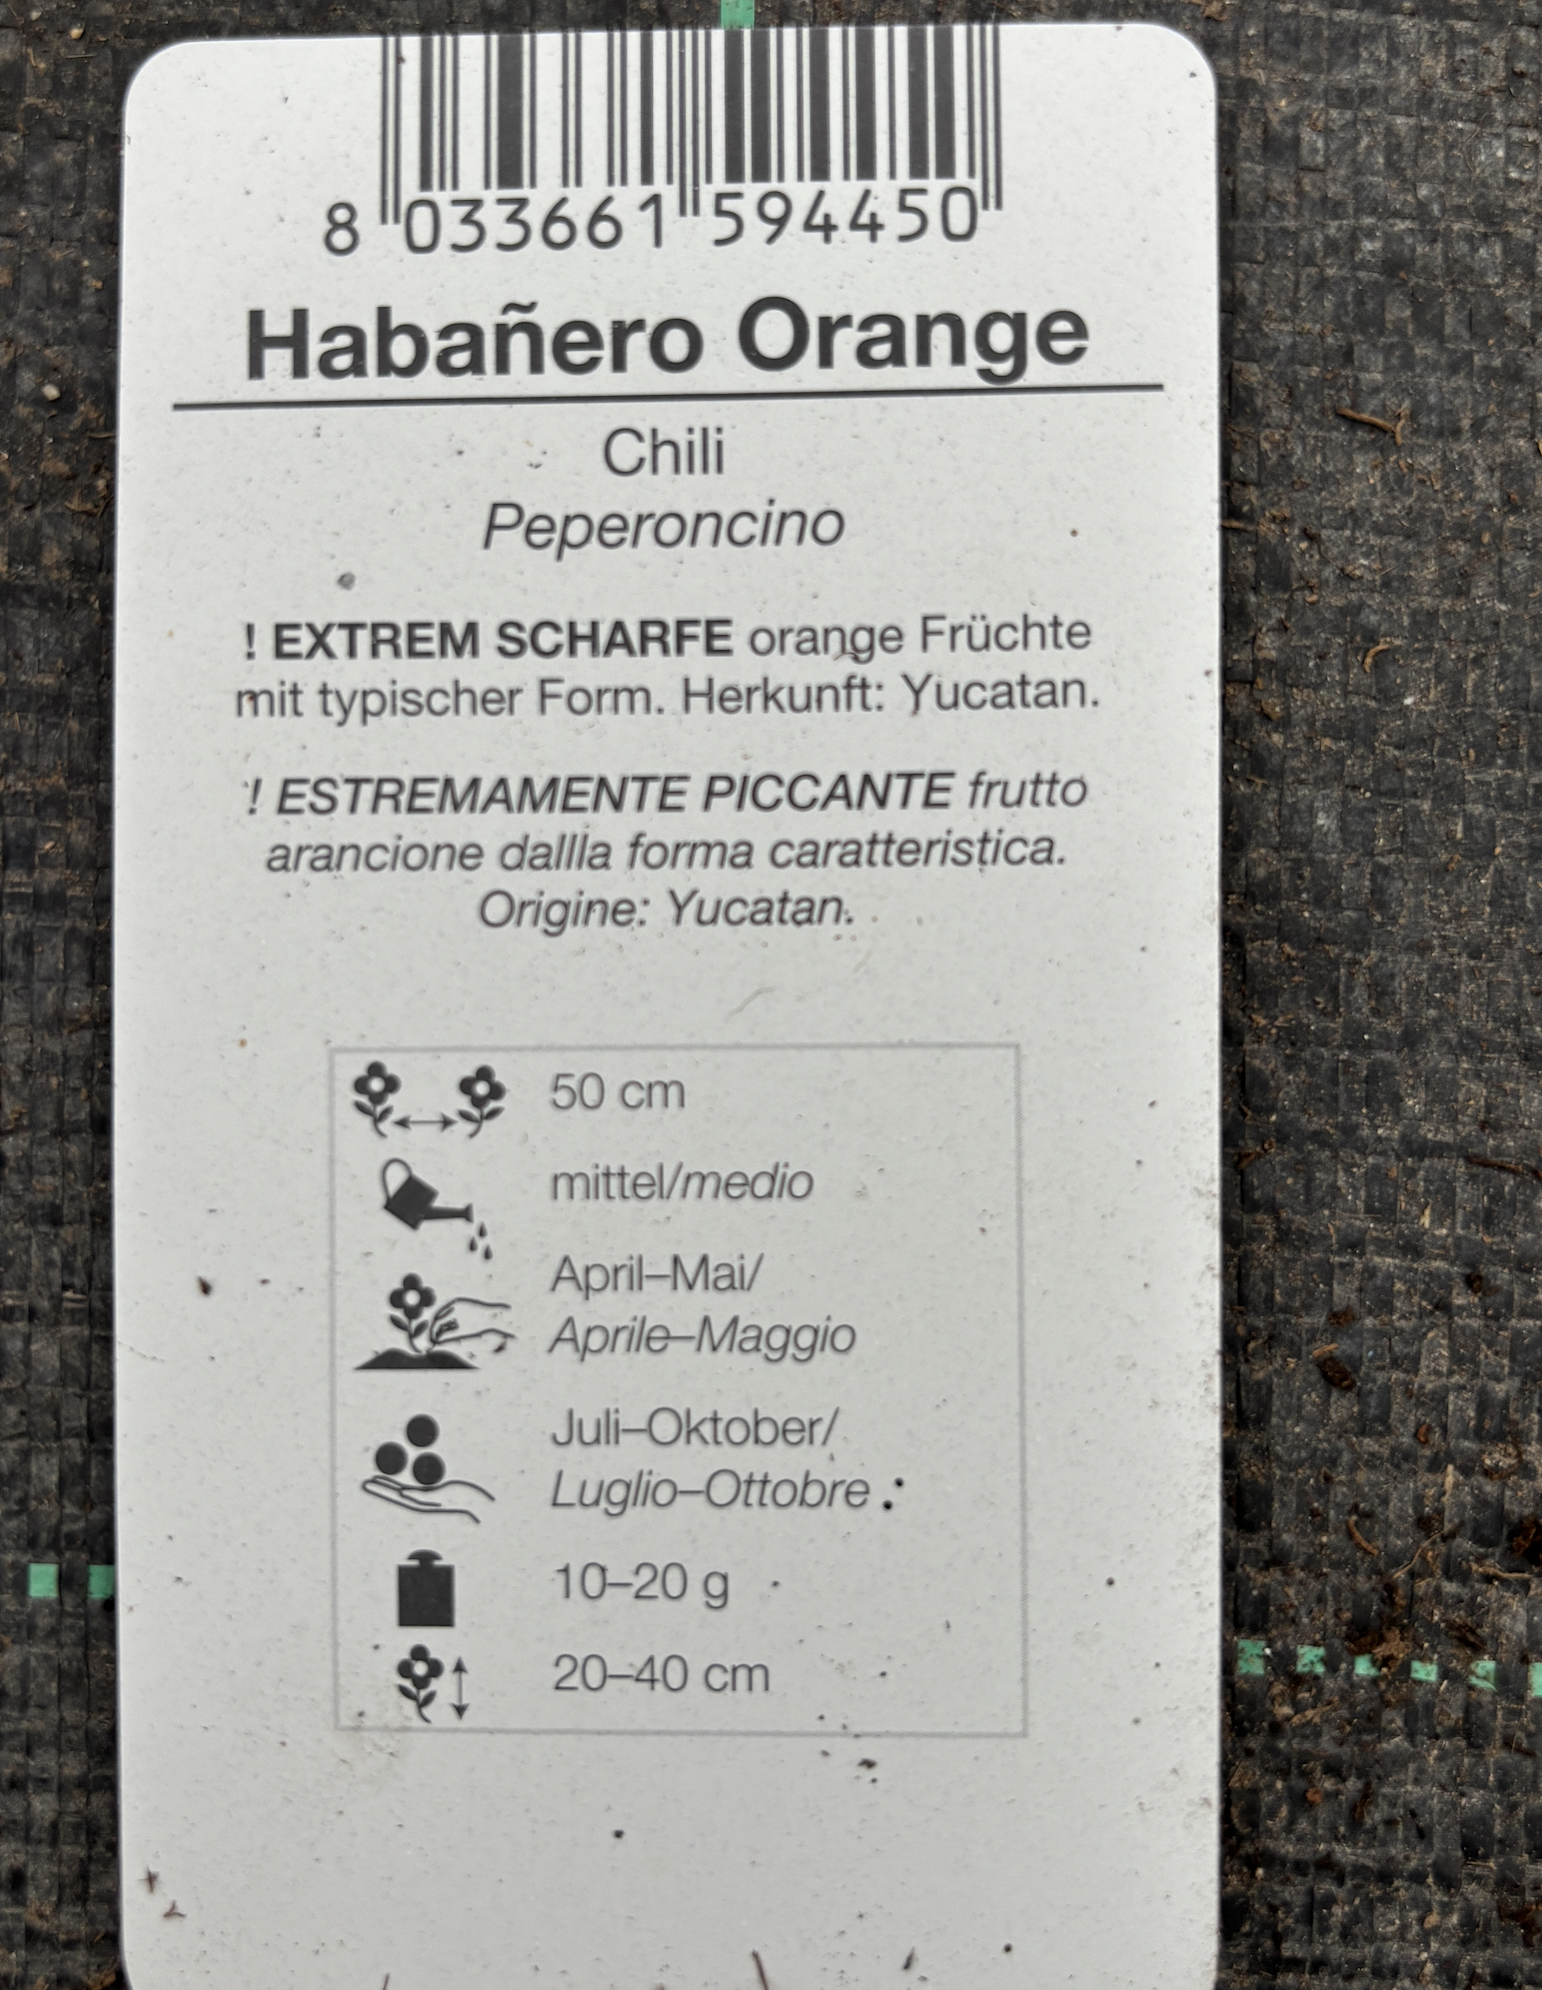 8 033661 594450
Habañero Orange
Chili
Peperoncino
! EXTREM SCHARFE orange Früchte
mit typischer Form. Herkunft: Yucatan.
! ESTREMAMENTE PICCANTE frutto
arancione dallla forma caratteristica.
Origine: Yucatan.
50 cm
mittel/medio
April–Mai/
Aprile–Maggio
Juli–Oktober/
Luglio–Ottobre
10–20 g
20–40 cm